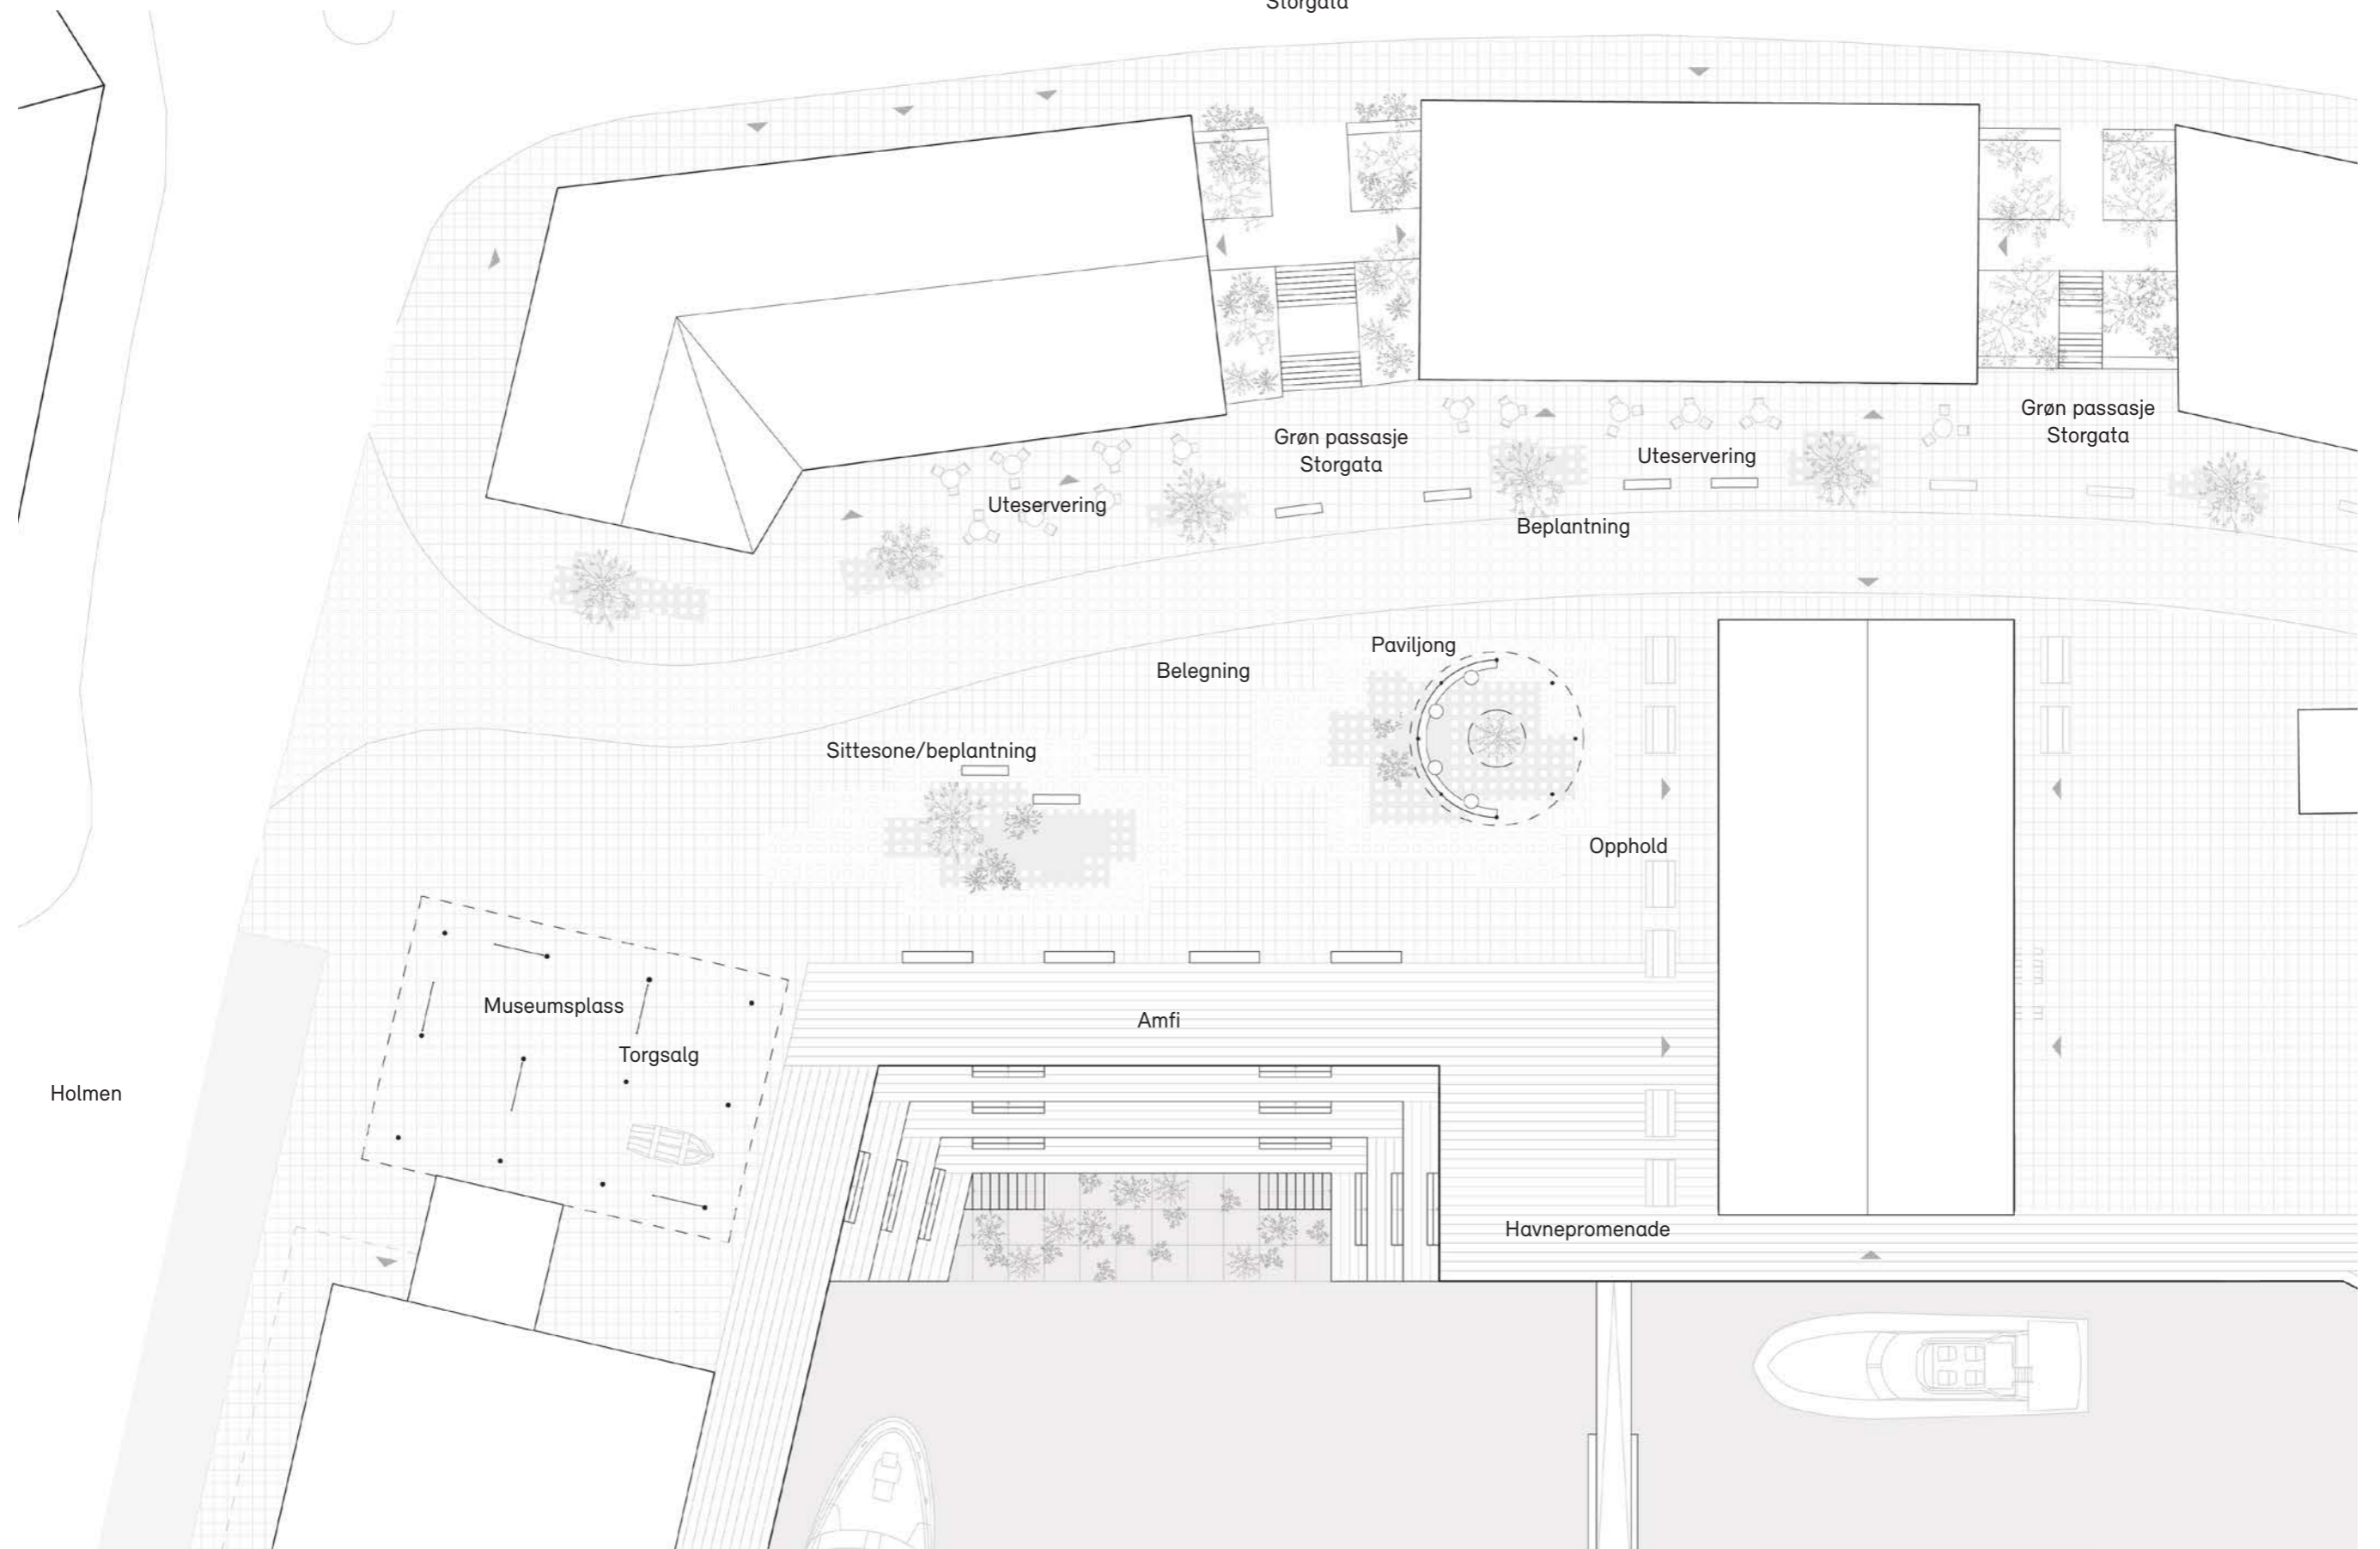 Storgata
Grøn passasje
Storgata
Grøn passasje
Storgata
Uteservering
Uteservering
Beplantning
Paviljong
Belegning
Sittesone/beplantning
Opphold
Museumsplass
Amfi
Torgsalg
Holmen
Havnepromenade